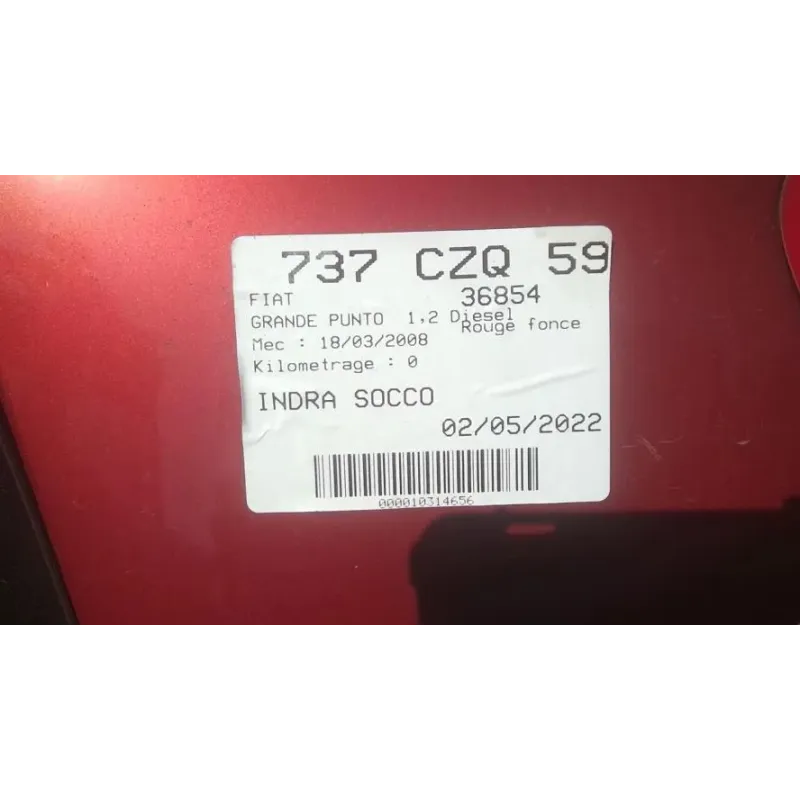 737 CZQ 59
FIAT 36854
GRANDE PUNTO 1,2 Diesel
Rouge fonce
Mec : 18/03/2008
Kilometrage : 0
INDRA SOCCO
02/05/2022
000010314656